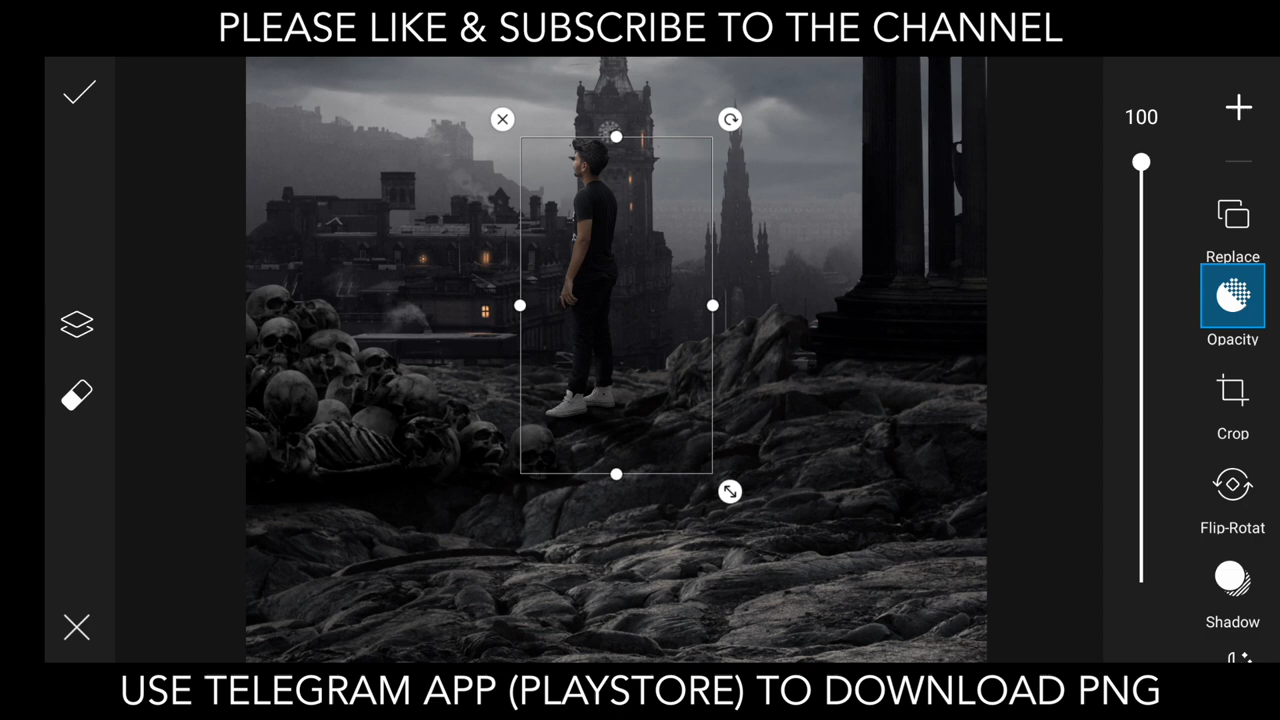 PLEASE LIKE & SUBSCRIBE TO THE CHANNEL
100
Replace
Opacity
Crop
Flip-Rotat
Shadow
USE TELEGRAM APP (PLAYSTORE) TO DOWNLOAD PNG